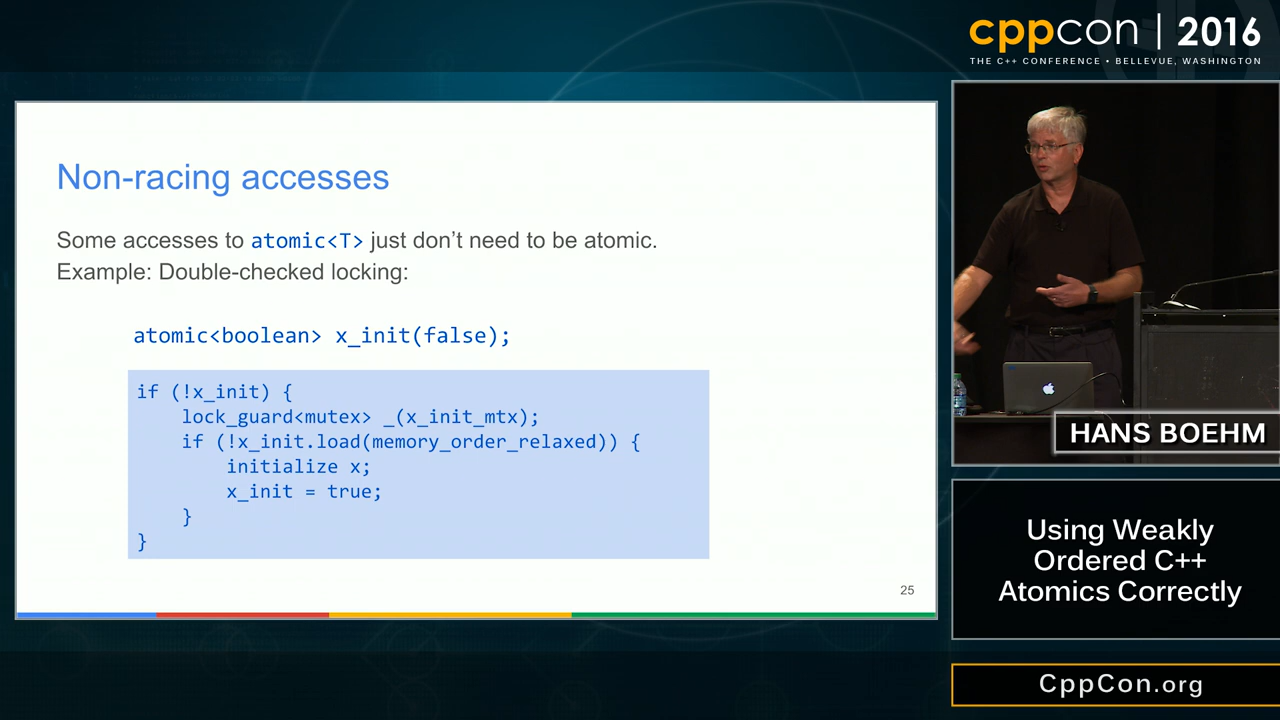 cppcon | 2016
THE C++ CONFERENCE • BELLEVUE, WASHINGTON
Non-racing accesses
Some accesses to atomic<T> just don’t need to be atomic.
Example: Double-checked locking:
atomic<boolean> x_init(false);
if (!x_init) {
    lock_guard<mutex> _(x_init_mtx);
    if (!x_init.load(memory_order_relaxed)) {
        initialize x;
        x_init = true;
    }
}
25
HANS BOEHM
Using Weakly
Ordered C++
Atomics Correctly
CppCon.org